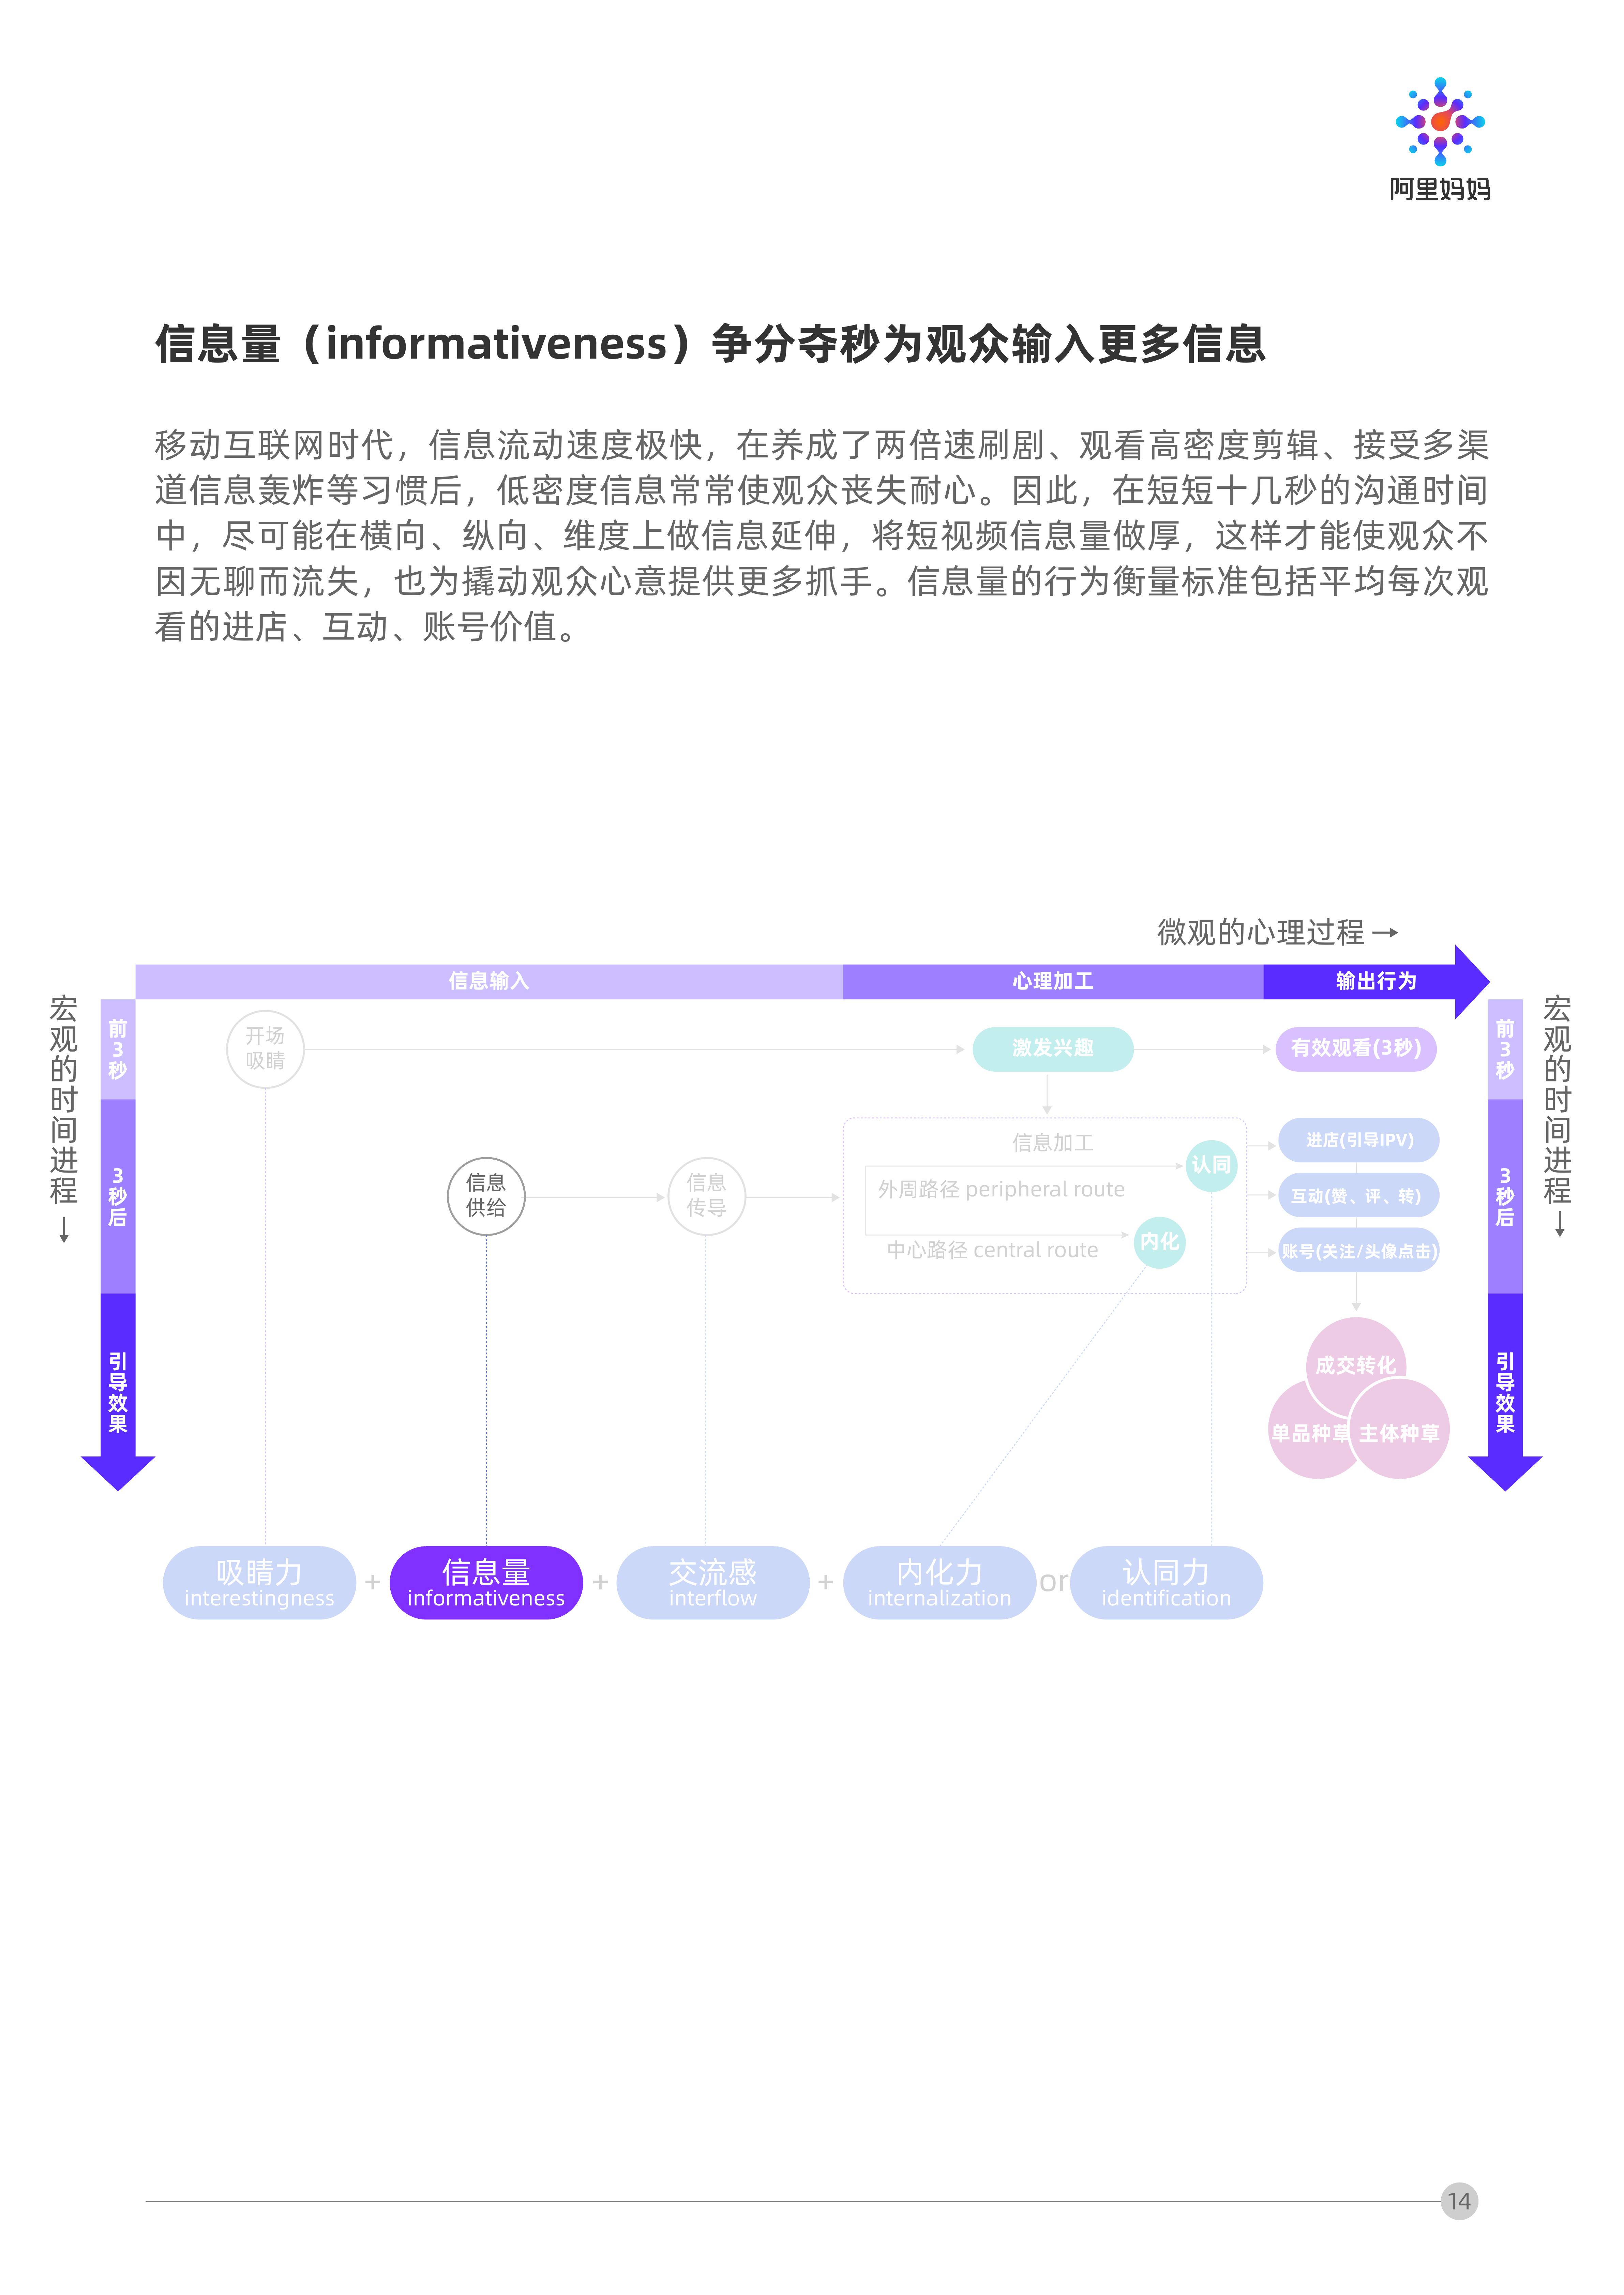 阿里妈妈
信息量（informativeness）争分夺秒为观众输入更多信息
移动互联网时代，信息流动速度极快，在养成了两倍速刷剧、观看高密度剪辑、接受多渠
道信息轰炸等习惯后，低密度信息常常使观众丧失耐心。因此，在短短十几秒的沟通时间
中，尽可能在横向、纵向、维度上做信息延伸，将短视频信息量做厚，这样才能使观众不
因无聊而流失，也为撬动观众心意提供更多抓手。信息量的行为衡量标准包括平均每次观
看的进店、互动、账号价值。
微观的心理过程
信息输入
心理加工
输出行为
宏观的时间进程
前3秒
3秒后
引导效果
开场
吸睛
激发兴趣
有效观看(3秒)
信息
供给
信息
传导
信息加工
外周路径 peripheral route
认同
中心路径 central route
内化
进店(引导IPV)
互动(赞、评、转)
账号(关注/头像点击)
成交转化
单品种草
主体种草
前3秒
3秒后
引导效果
宏观的时间进程
吸睛力
interestingness
+
信息量
informativeness
+
交流感
interflow
+
内化力
internalization
or
认同力
identification
14